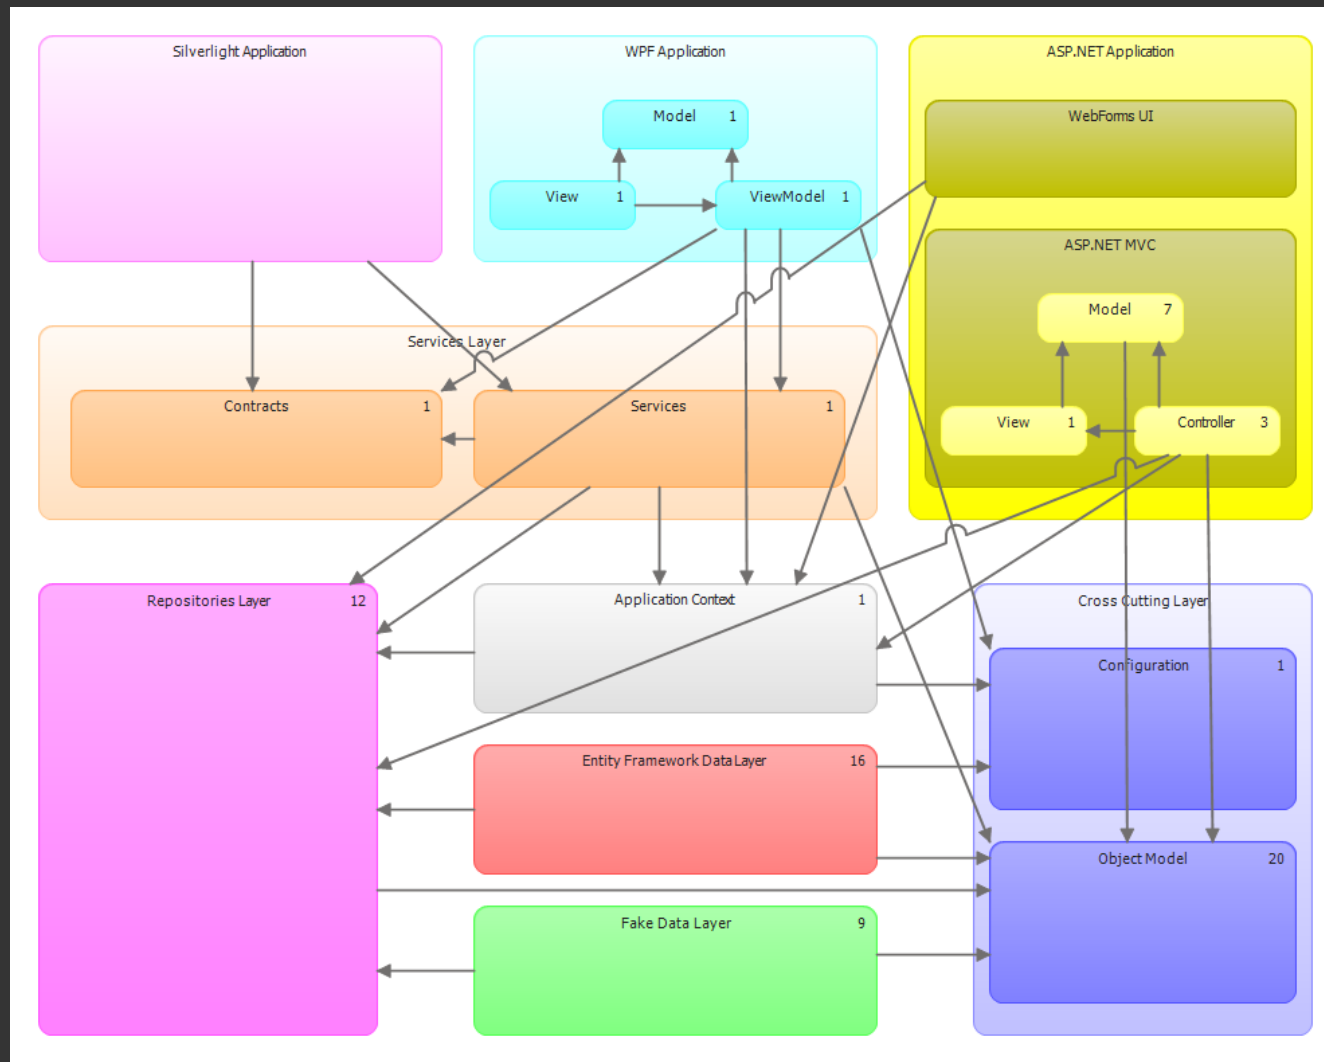 Silverlight Application
WPF Application
ASP.NET Application
Model 1
WebForms UI
View 1
ViewModel 1
ASP.NET MVC
Model 7
Services Layer
Contracts 1
Services 1
View 1
Controller 3
Repositories Layer 12
Application Context 1
Cross Cutting Layer
Configuration 1
Entity Framework Data Layer 16
Object Model 20
Fake Data Layer 9